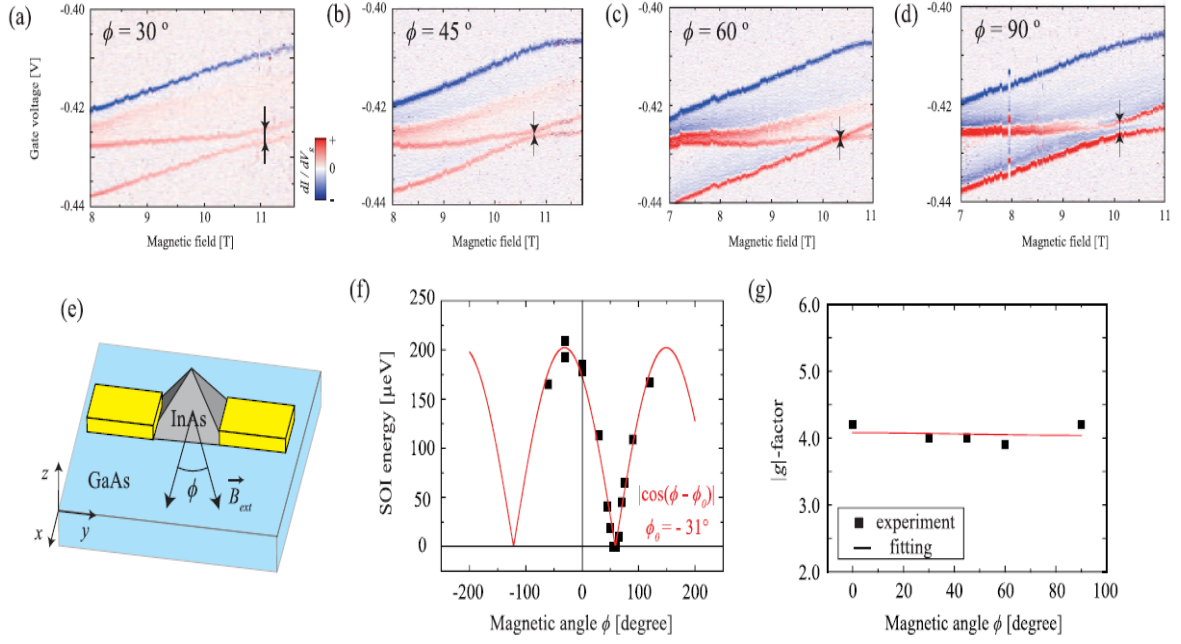 (a)
(b)
(c)
(d)
ϕ = 30 °
ϕ = 45 °
ϕ = 60 °
ϕ = 90 °
Gate voltage [V]
-0.40
-0.42
-0.44
-0.40
-0.42
-0.44
-0.40
-0.42
-0.44
-0.40
-0.42
-0.44
+
0
-
dI / dVg
8 9 10 11
8 9 10 11
7 8 9 10 11
7 8 9 10 11
Magnetic field [T]
Magnetic field [T]
Magnetic field [T]
Magnetic field [T]
(e)
InAs
GaAs
ϕ
B ext
z
x
y
(f)
SOI energy [μeV]
250
200
150
100
50
0
|cos(ϕ - ϕ0)|
ϕ0 = - 31°
-200 -100 0 100 200
Magnetic angle ϕ [degree]
(g)
|g|-factor
6.0
5.0
4.0
3.0
2.0
experiment
fitting
0 20 40 60 80 100
Magnetic angle ϕ [degree]